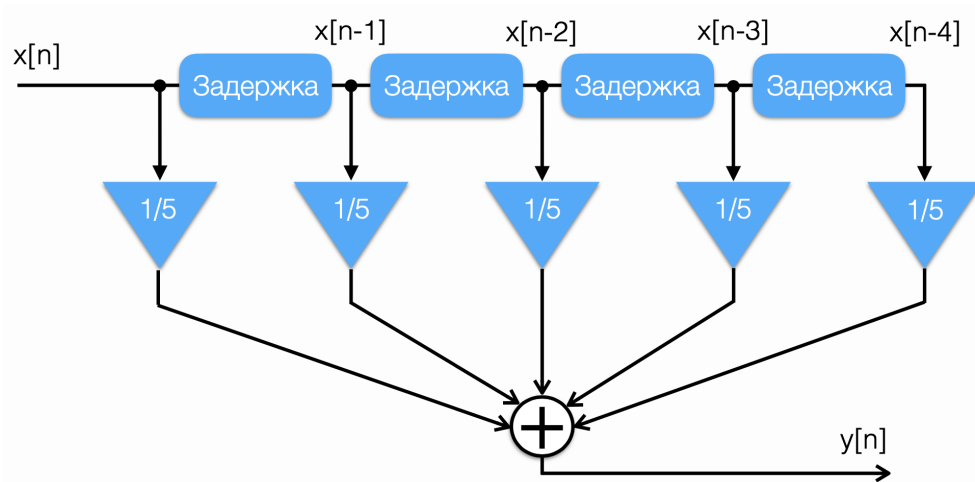 x[n]
x[n-1]
x[n-2]
x[n-3]
x[n-4]
Задержка
Задержка
Задержка
Задержка
1/5
1/5
1/5
1/5
1/5
y[n]